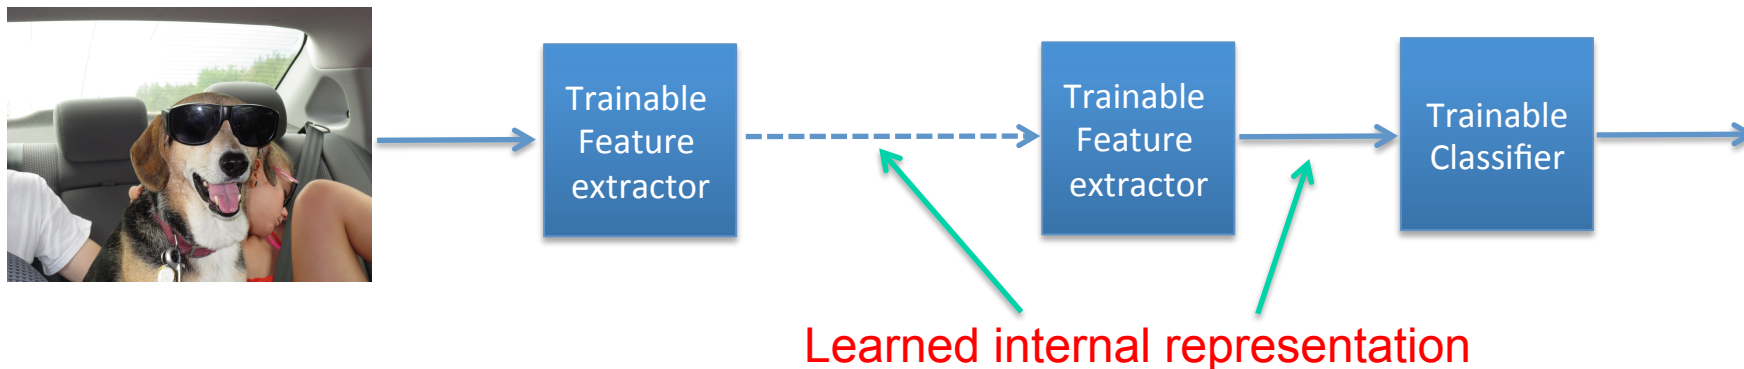 Trainable
Feature
extractor
Trainable
Feature
extractor
Trainable
Classifier
Learned internal representation